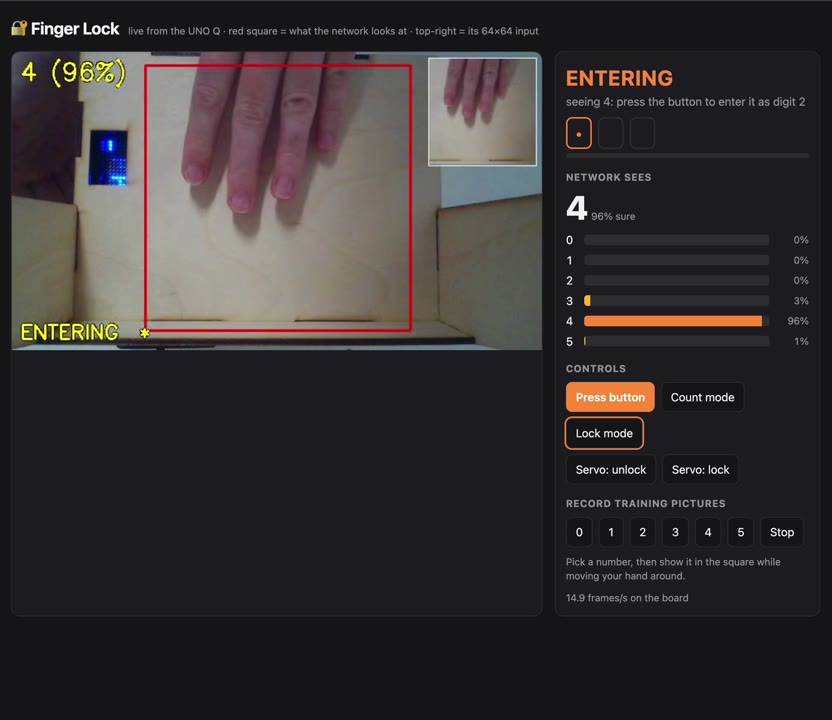 Finger Lock live from the UNO Q · red square = what the network looks at · top-right = its 64×64 input
4 (96%)
ENTERING *
ENTERING
seeing 4: press the button to enter it as digit 2
NETWORK SEES
4 96% sure
0 0%
1 0%
2 0%
3 3%
4 96%
5 1%
CONTROLS
Press button Count mode
Lock mode
Servo: unlock Servo: lock
RECORD TRAINING PICTURES
0 1 2 3 4 5 Stop
Pick a number, then show it in the square while
moving your hand around.
14.9 frames/s on the board